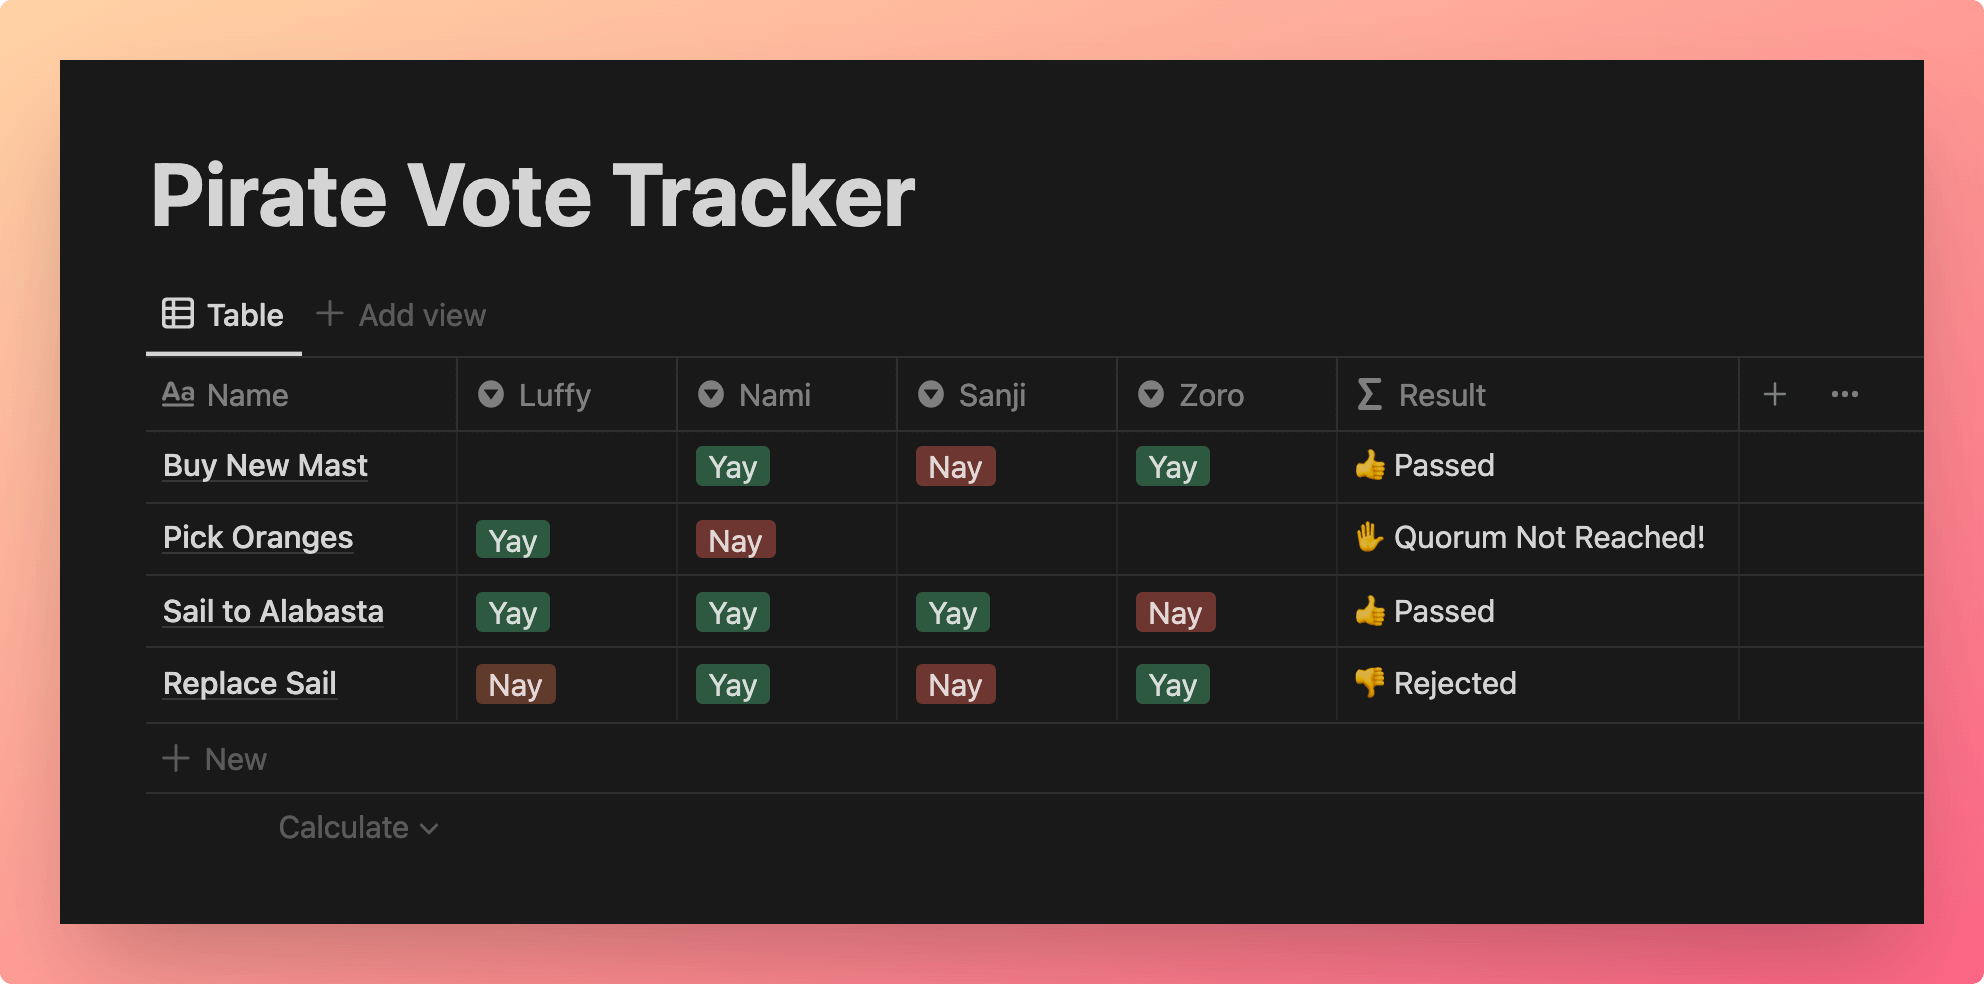 Pirate Vote Tracker
Table + Add view
Aa Name Luffy Nami Sanji Zoro Σ Result + •••
Buy New Mast Yay Nay Yay 👍 Passed
Pick Oranges Yay Nay ✋ Quorum Not Reached!
Sail to Alabasta Yay Yay Yay Nay 👍 Passed
Replace Sail Nay Yay Nay Yay 👎 Rejected
+ New
Calculate